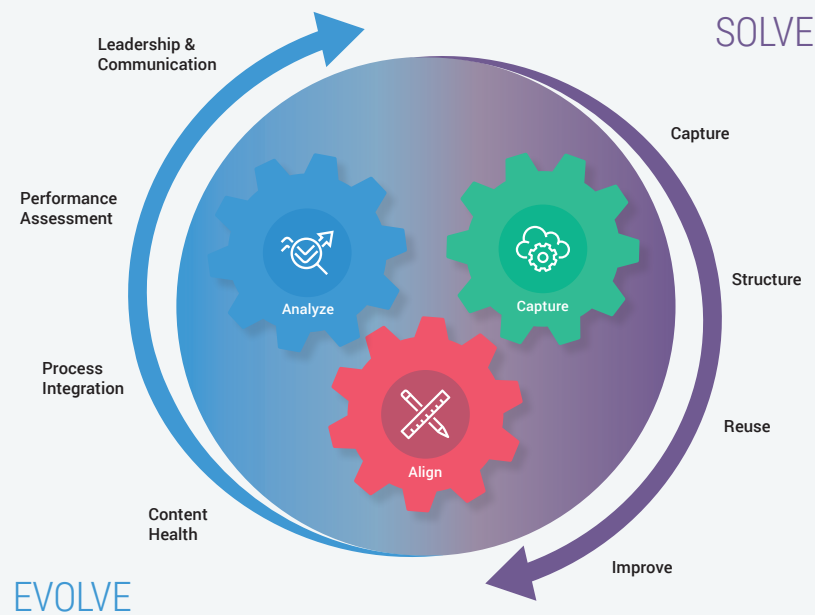 SOLVE
Leadership &
Communication
Capture
Performance
Assessment
Structure
Analyze
Capture
Process
Integration
Reuse
Align
Content
Health
Improve
EVOLVE